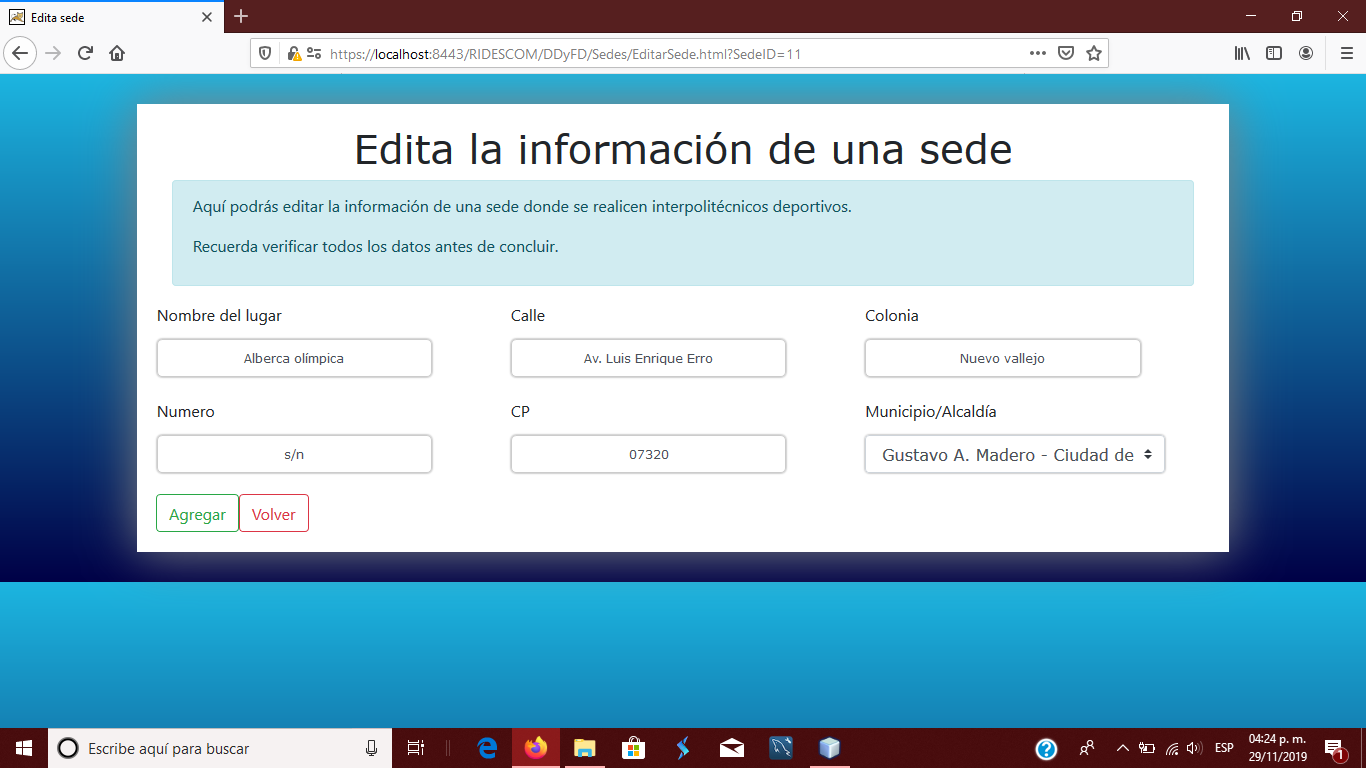 Edita sede
https://localhost:8443/RIDESCOM/DDyFD/Sedes/EditarSede.html?SedeID=11
Edita la información de una sede
Aquí podrás editar la información de una sede donde se realicen interpolitécnicos deportivos.
Recuerda verificar todos los datos antes de concluir.
Nombre del lugar Calle Colonia
Alberca olímpica Av. Luis Enrique Erro Nuevo vallejo
Numero CP Municipio/Alcaldía
s/n 07320 Gustavo A. Madero - Ciudad de
Agregar Volver
Escribe aquí para buscar ESP 04:24 p. m.
29/11/2019 1